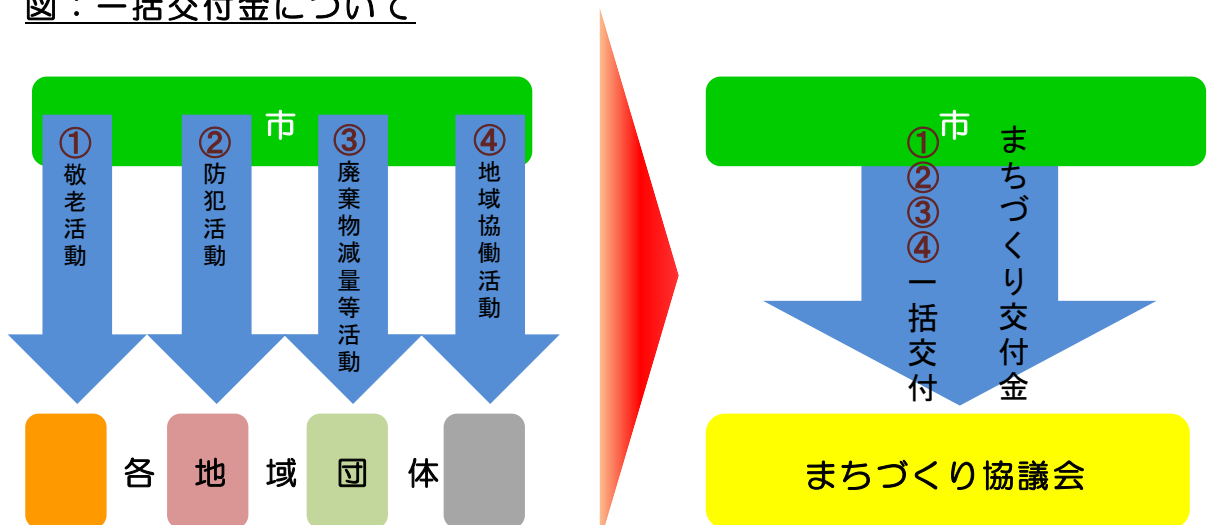 図：一括交付金について
市
①敬老活動
②防犯活動
③廃棄物減量等活動
④地域協働活動
各地域団体
市
まちづくり交付金
①②③④一括交付
まちづくり協議会